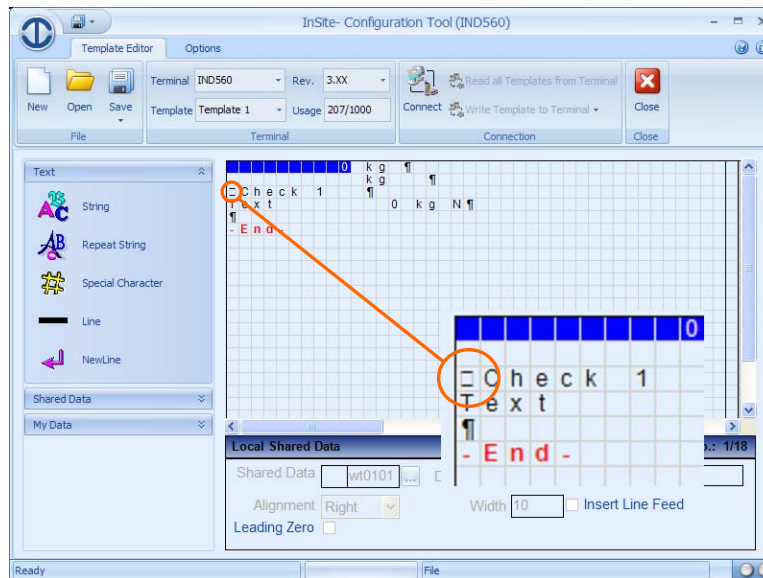 InSite- Configuration Tool (IND560)
Template Editor Options
Terminal IND560 Rev. 3.XX
Template Template 1 Usage 207/1000
New Open Save
Connect
Read all Templates from Terminal
Write Template to Terminal
Close
File Terminal Connection Close
Text
String
Repeat String
Special Character
Line
NewLine
Shared Data
My Data
0 kg ¶
kg ¶
□Check 1 ¶
Text 0 kg N¶
¶
-End-
0
□Check 1
Text
¶
-End-
Local Shared Data .: 1/18
Shared Data wt0101 ...
Alignment Right Width 10 Insert Line Feed
Leading Zero
Ready File